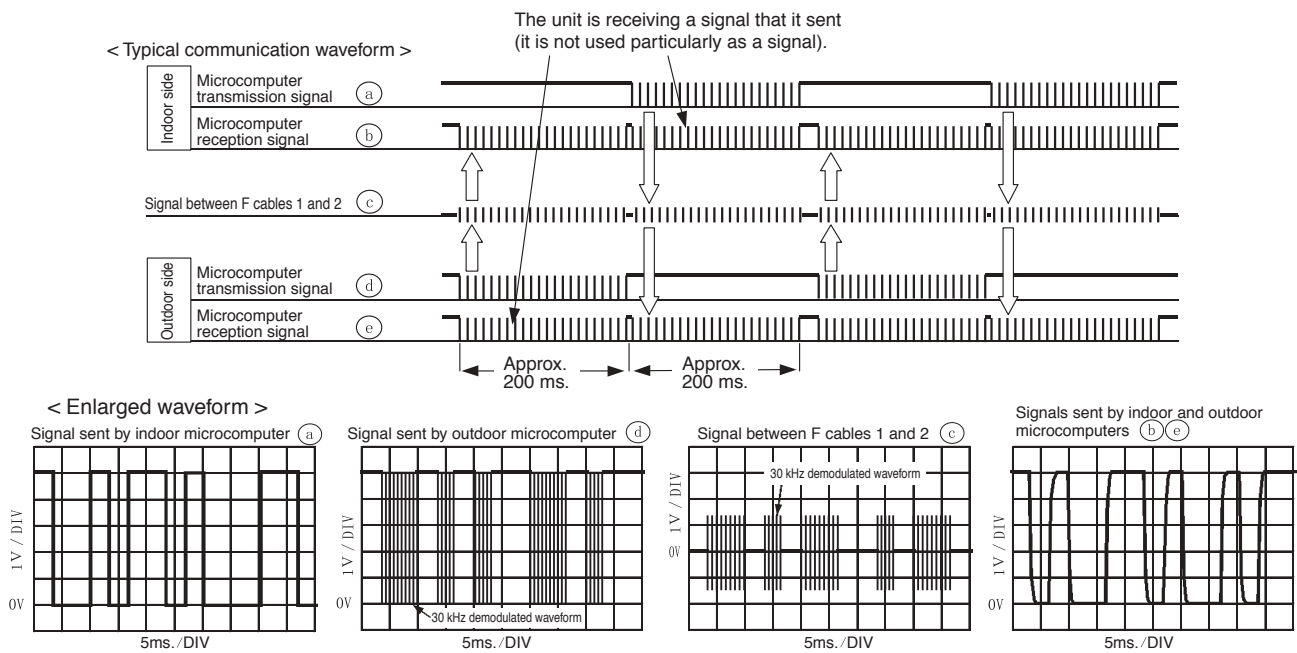 The unit is receiving a signal that it sent
(it is not used particularly as a signal).
< Typical communication waveform >
Indoor side
Microcomputer
transmission signal ⓐ
Microcomputer
reception signal ⓑ
Signal between F cables 1 and 2 ⓒ
Outdoor side
Microcomputer
transmission signal ⓓ
Microcomputer
reception signal ⓔ
Approx.
200 ms.
Approx.
200 ms.
< Enlarged waveform >
Signal sent by indoor microcomputer ⓐ
1V/DIV
0V
5ms./DIV
Signal sent by outdoor microcomputer ⓓ
1V/DIV
0V
30 kHz demodulated waveform
5ms./DIV
Signal between F cables 1 and 2 ⓒ
30 kHz demodulated waveform
1V/DIV
0V
5ms./DIV
Signals sent by indoor and outdoor
microcomputers ⓑ ⓔ
1V/DIV
0V
5ms./DIV